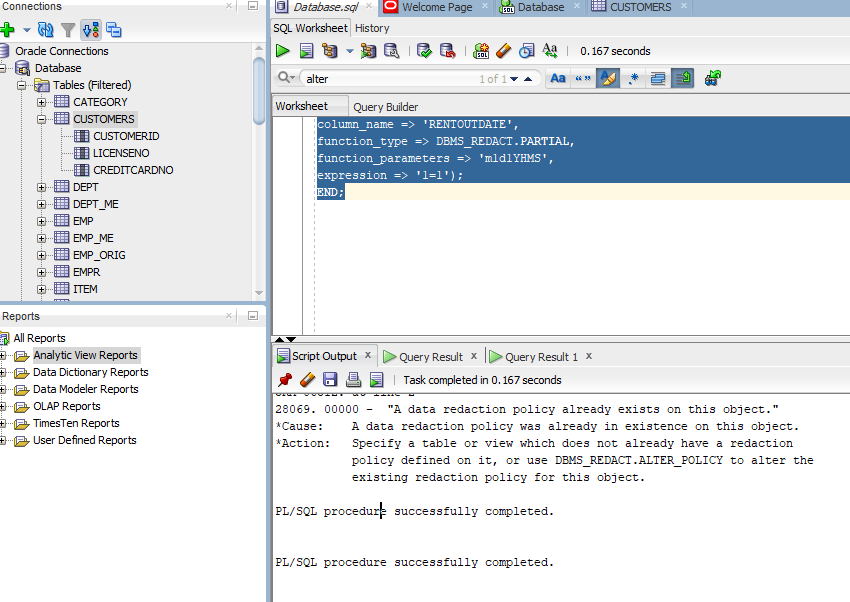 Connections
Oracle Connections
Database
Tables (Filtered)
CATEGORY
CUSTOMERS
CUSTOMERID
LICENSENO
CREDITCARDNO
DEPT
DEPT_ME
EMP
EMP_ME
EMP_ORIG
EMPR
ITEM
Reports
All Reports
Analytic View Reports
Data Dictionary Reports
Data Modeler Reports
OLAP Reports
TimesTen Reports
User Defined Reports
Database.sql
Welcome Page
Database
CUSTOMERS
SQL Worksheet History
0.167 seconds
alter
1 of 1
Aa “”
Worksheet
Query Builder
column_name => 'RENTOUTDATE',
function_type => DBMS_REDACT.PARTIAL,
function_parameters => 'm1d1YHMS',
expression => '1=1');
END;
Script Output
Query Result
Query Result 1
Task completed in 0.167 seconds
28069. 00000 - "A data redaction policy already exists on this object."
*Cause: A data redaction policy was already in existence on this object.
*Action: Specify a table or view which does not already have a redaction
policy defined on it, or use DBMS_REDACT.ALTER_POLICY to alter the
existing redaction policy for this object.
PL/SQL procedure successfully completed.
PL/SQL procedure successfully completed.